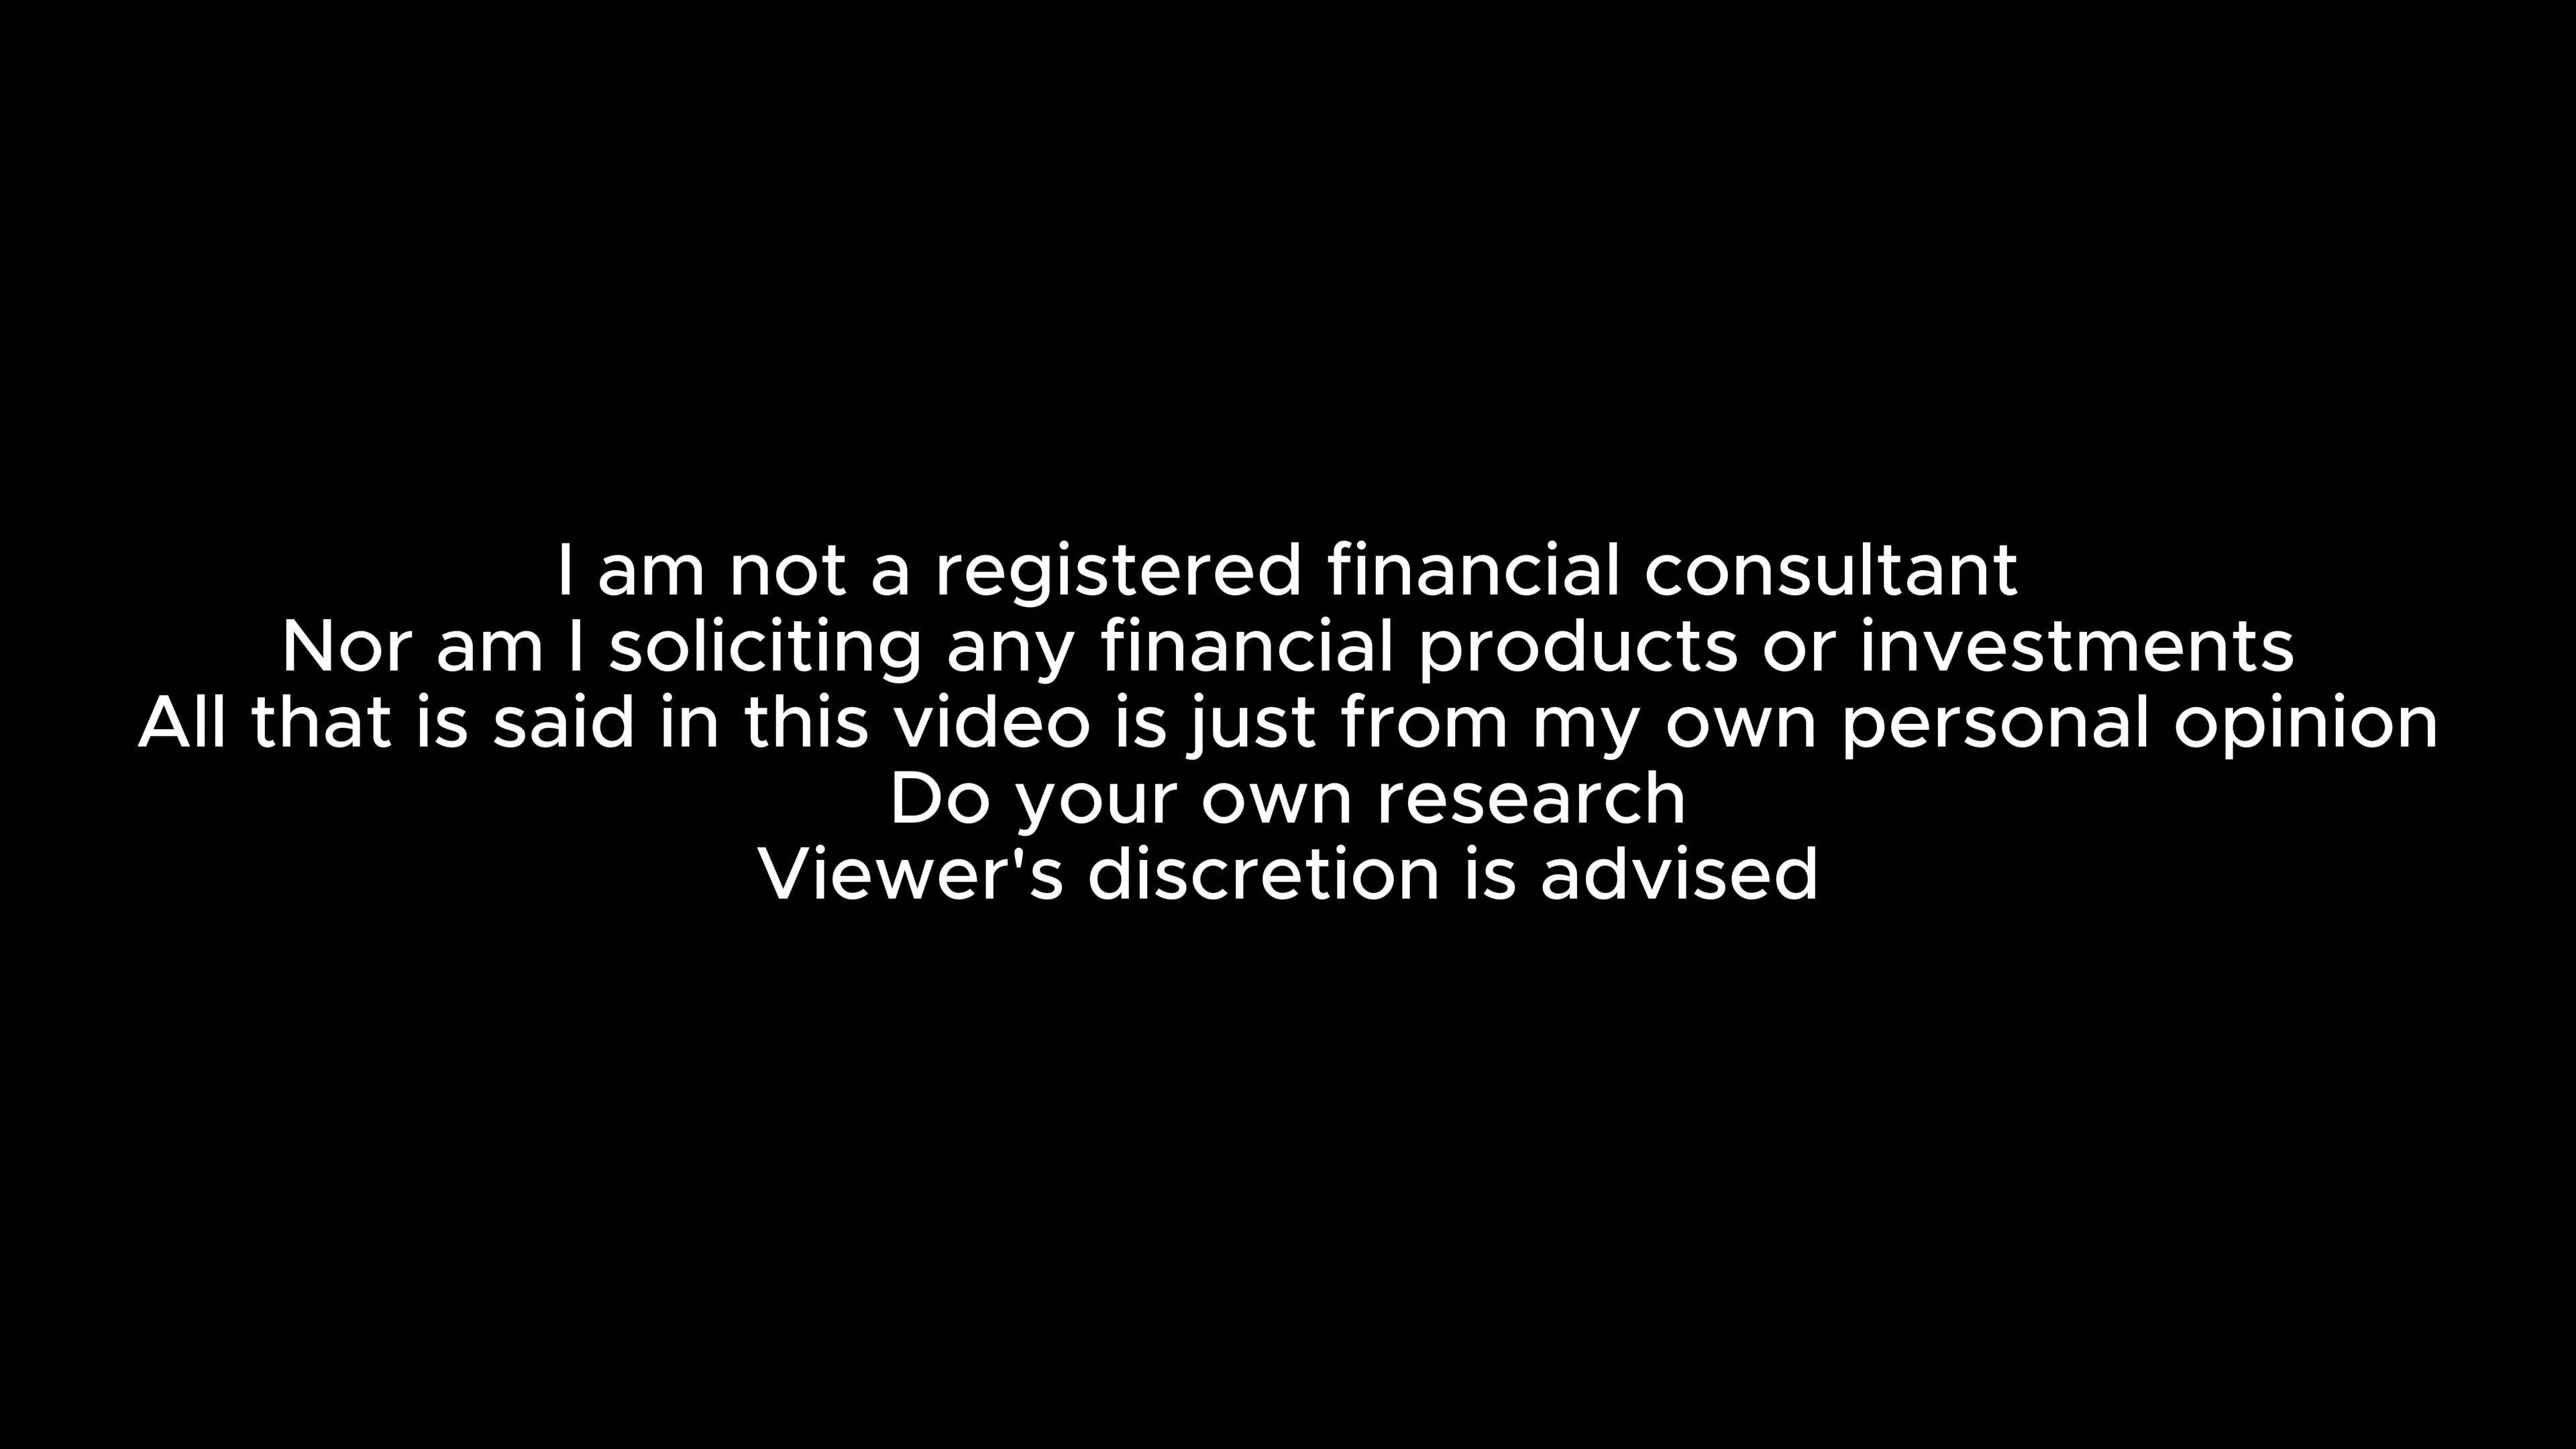 I am not a registered financial consultant
Nor am I soliciting any financial products or investments
All that is said in this video is just from my own personal opinion
Do your own research
Viewer's discretion is advised